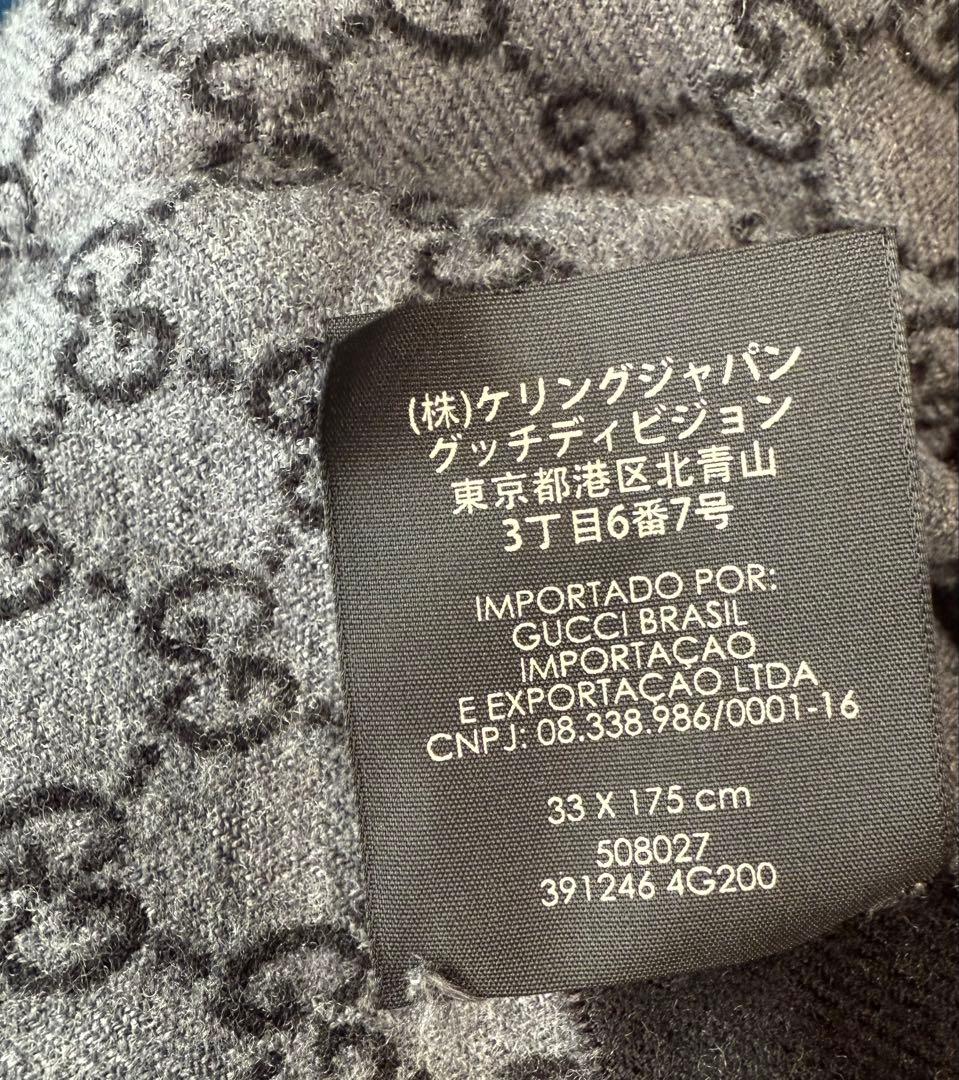 (株)ケリングジャパン
グッチディビジョン
東京都港区北青山
3丁目6番7号
IMPORTADO POR:
GUCCI BRASIL
IMPORTAÇAO
E EXPORTAÇAO LTDA
CNPJ: 08.338.986/0001-16
33 X 175 cm
508027
391246 4G200